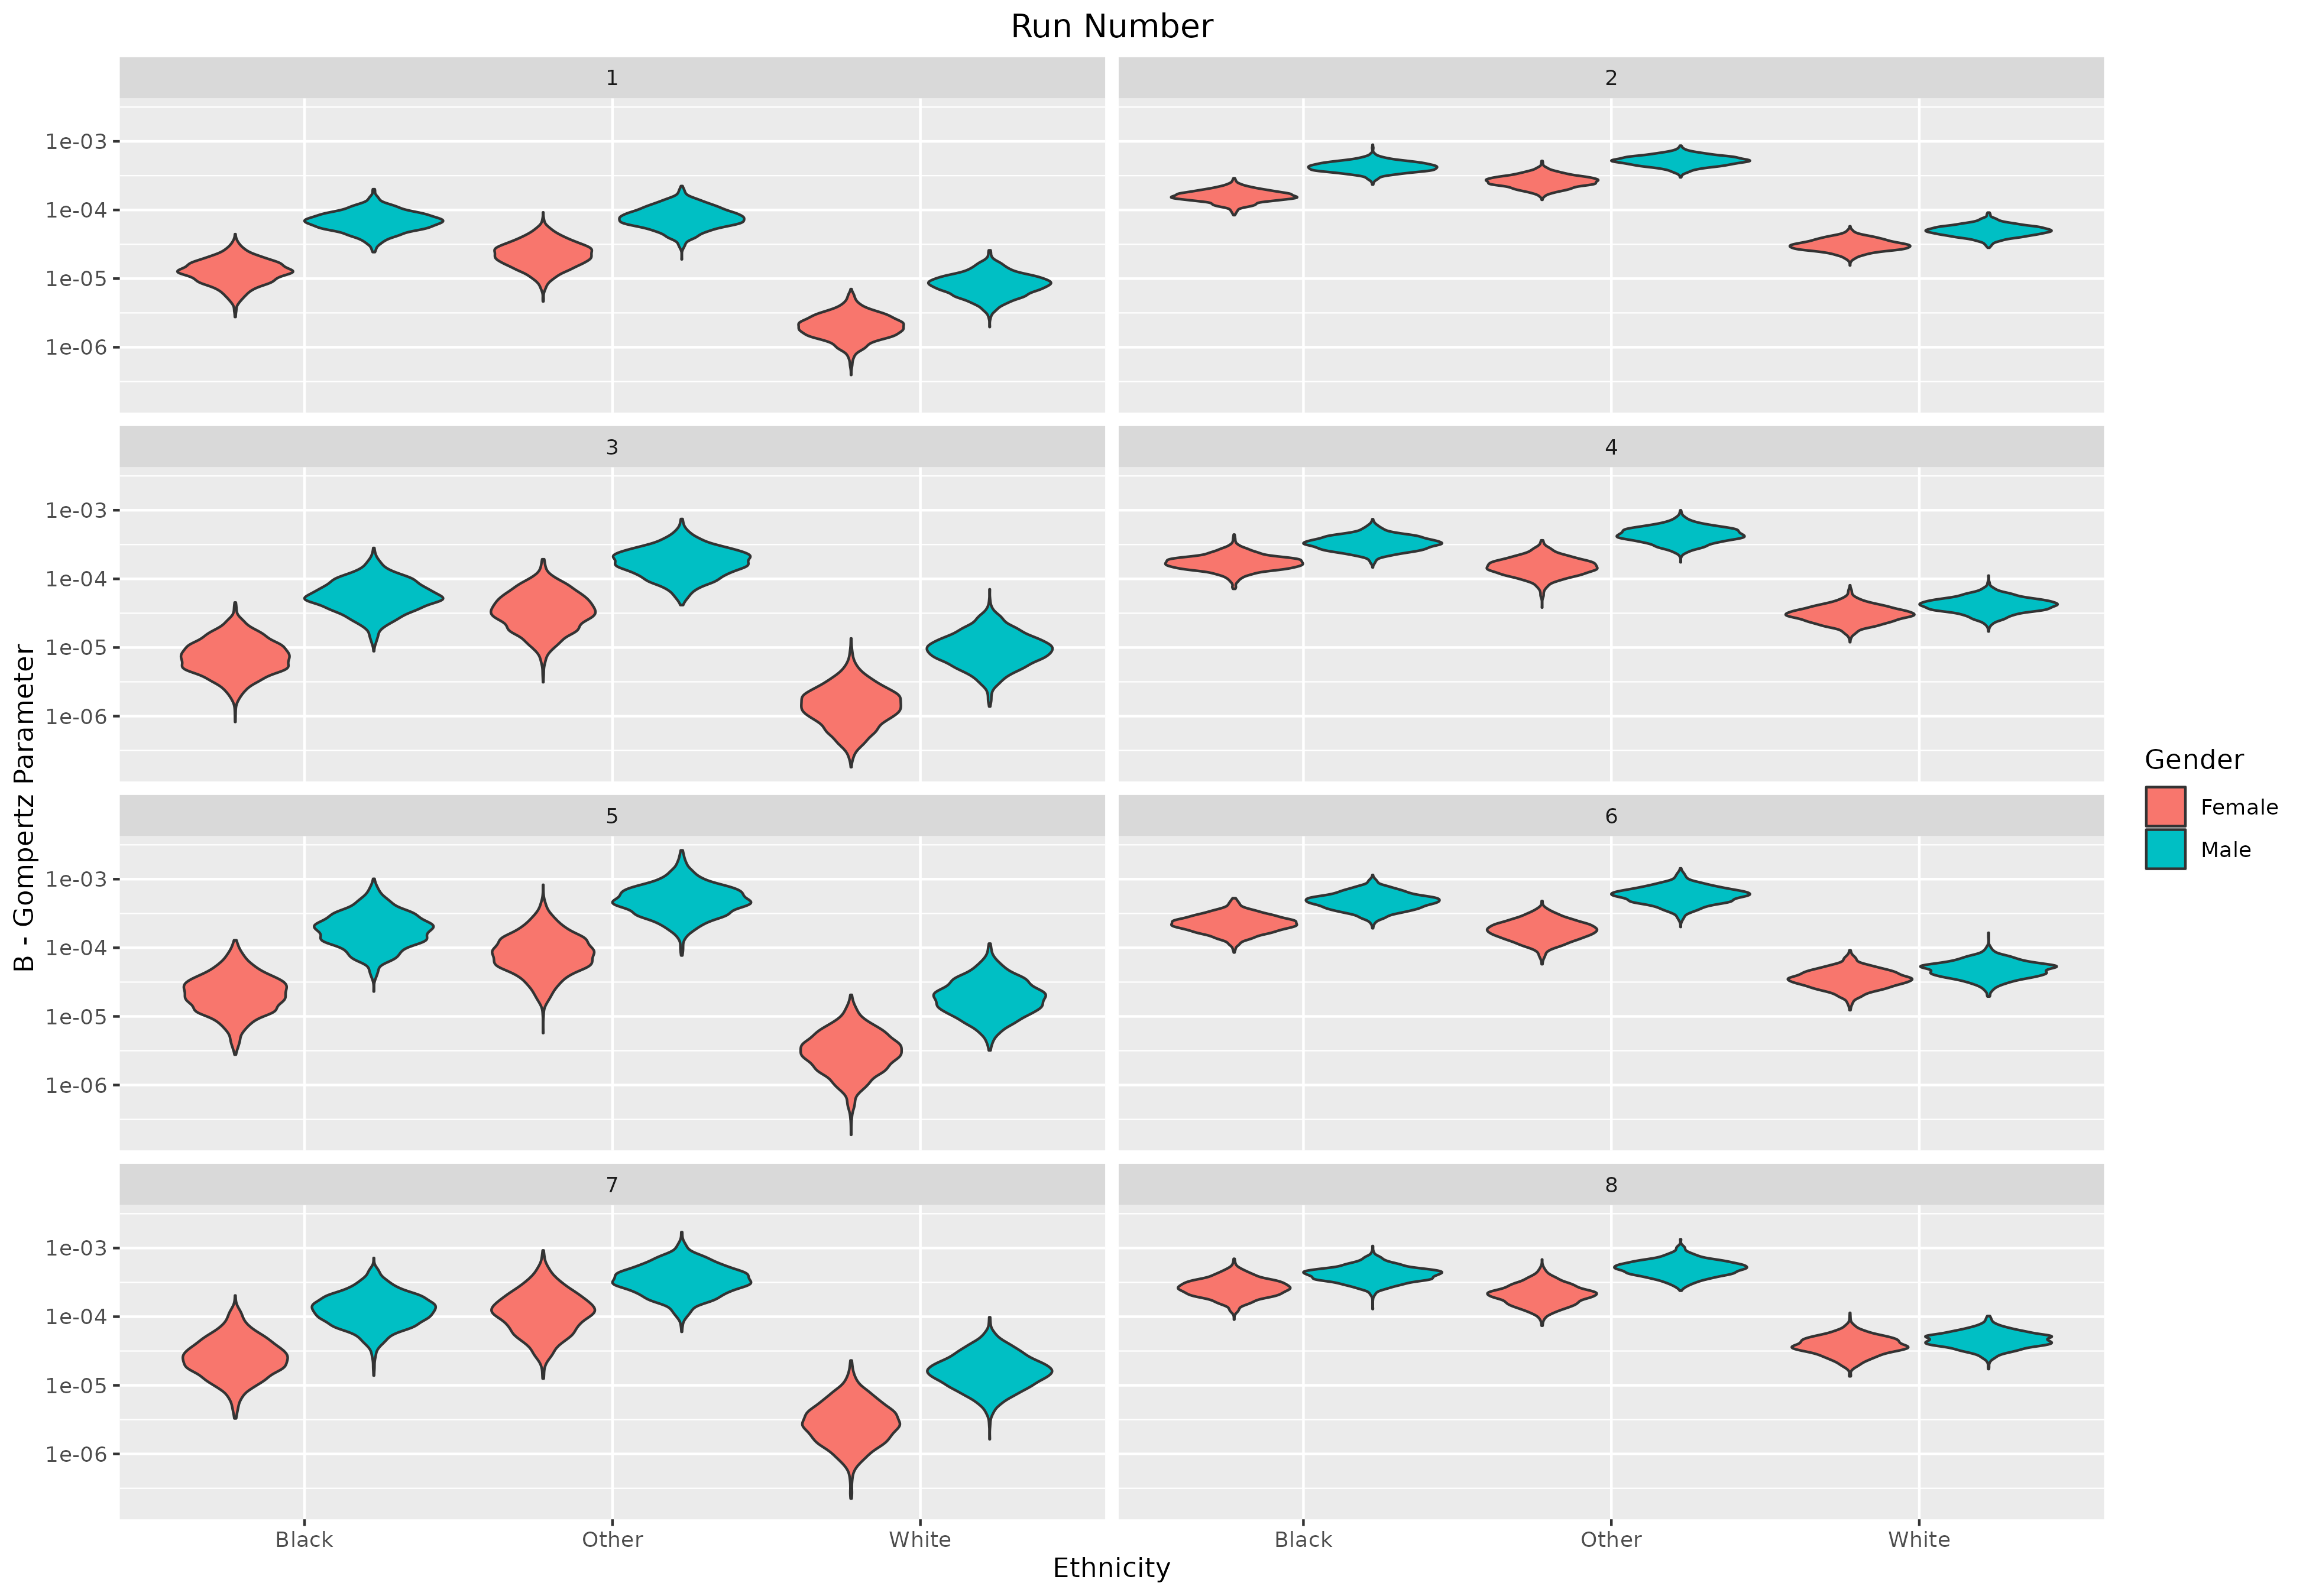 Run Number
1
2
1e-03
1e-04
1e-05
1e-06
3
4
1e-03
1e-04
1e-05
1e-06
5
6
1e-03
1e-04
1e-05
1e-06
7
8
1e-03
1e-04
1e-05
1e-06
Black
Other
White
Black
Other
White
Ethnicity
B - Gompertz Parameter
Gender
Female
Male